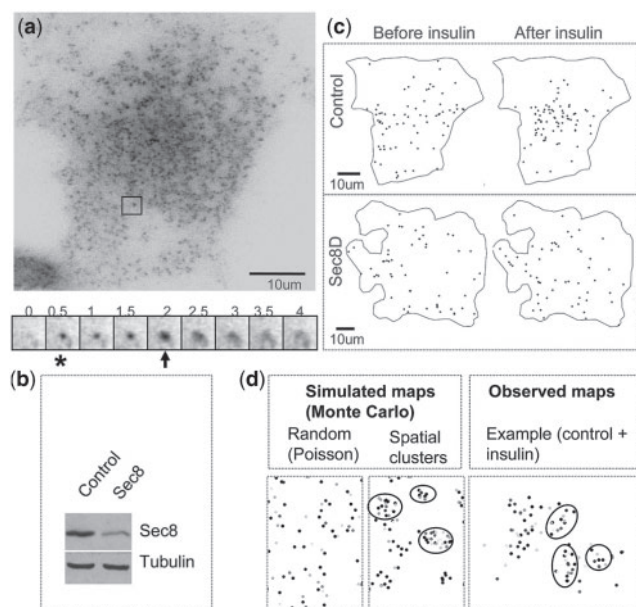 (a)
10um
0 0.5 1 1.5 2 2.5 3 3.5 4
*
(b)
Control
Sec8
Sec8
Tubulin
(c)
Before insulin After insulin
Control
10um
Sec8D
10um
(d)
Simulated maps
(Monte Carlo)
Random
(Poisson)
Spatial
clusters
Observed maps
Example (control +
insulin)